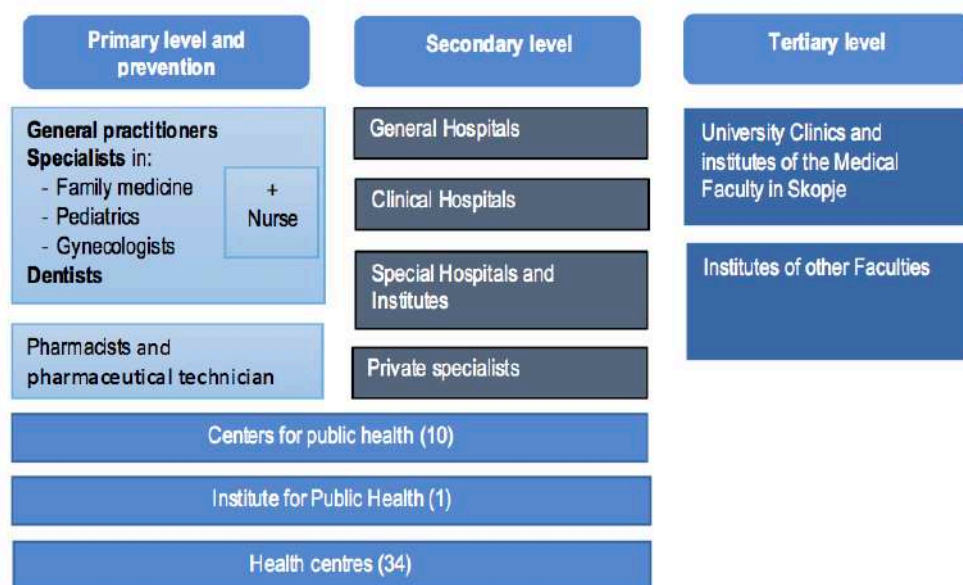 Primary level and
prevention
Secondary level
Tertiary level
General practitioners
Specialists in:
- Family medicine
- Pediatrics
- Gynecologists
Dentists
+
Nurse
Pharmacists and
pharmaceutical technician
General Hospitals
Clinical Hospitals
Special Hospitals and
Institutes
Private specialists
University Clinics and
institutes of the Medical
Faculty in Skopje
Institutes of other Faculties
Centers for public health (10)
Institute for Public Health (1)
Health centres (34)